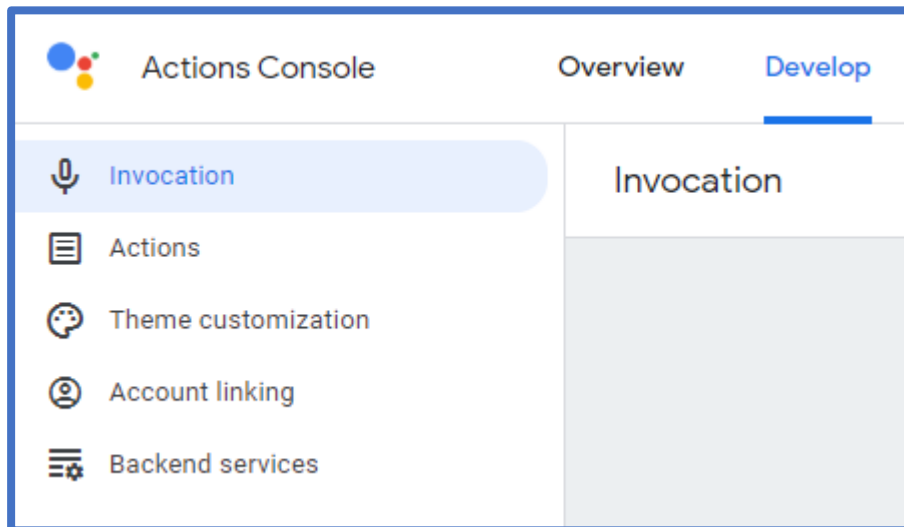 Actions Console Overview Develop
Invocation
Invocation
Actions
Theme customization
Account linking
Backend services